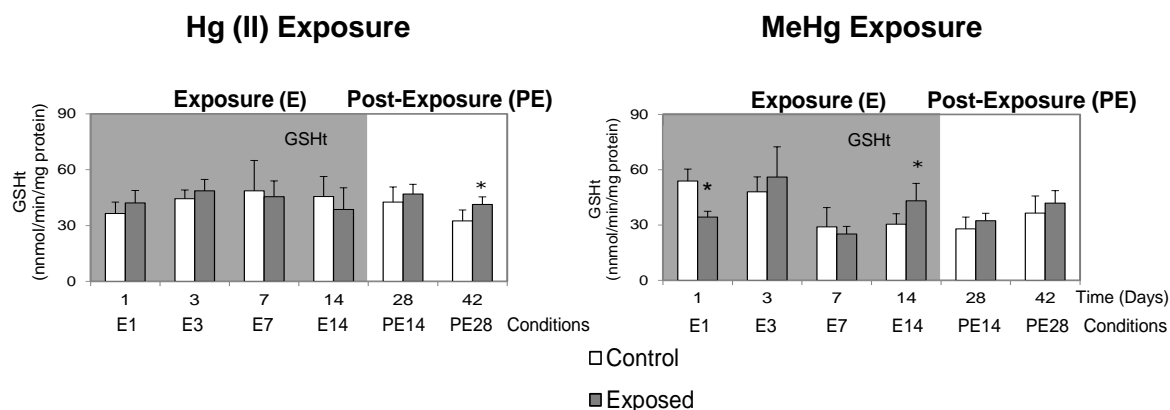 Hg (II) Exposure
MeHg Exposure
Exposure (E) Post-Exposure (PE)
90
60
30
0
GSHt
(nnmol/min/mg protein)
GSHt
*
1 3 7 14 28 42
E1 E3 E7 E14 PE14 PE28 Conditions
Exposure (E) Post-Exposure (PE)
90
60
30
0
GSHt
(nnmol/min/mg protein)
GSHt
*
*
1 3 7 14 28 42 Time (Days)
E1 E3 E7 E14 PE14 PE28 Conditions
Control
Exposed